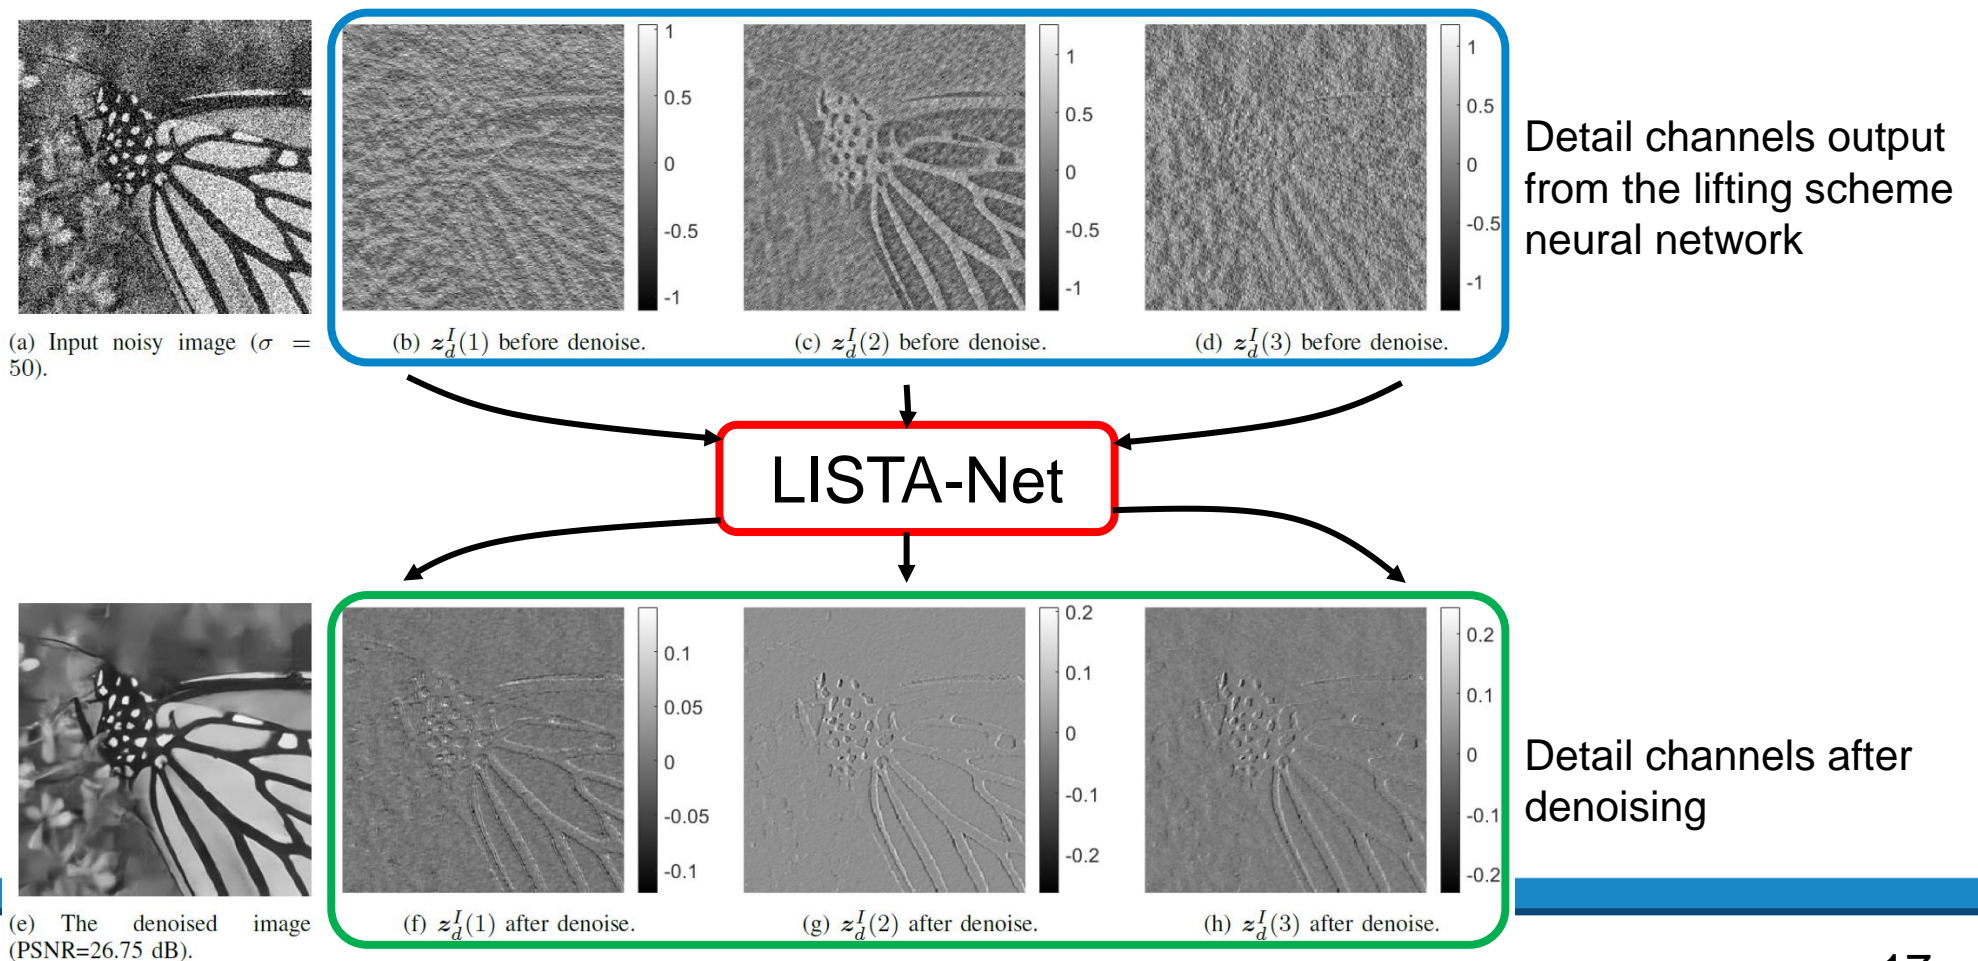 1
0.5
0
-0.5
-1
1
0.5
0
-0.5
-1
1
0.5
0
-0.5
-1
Detail channels output
from the lifting scheme
neural network
(a) Input noisy image (σ =
50).
(b) z_d^I(1) before denoise.
(c) z_d^I(2) before denoise.
(d) z_d^I(3) before denoise.
LISTA-Net
0.1
0.05
0
-0.05
-0.1
0.2
0.1
0
-0.1
-0.2
0.2
0.1
0
-0.1
-0.2
Detail channels after
denoising
(e) The denoised image
(PSNR=26.75 dB).
(f) z_d^I(1) after denoise.
(g) z_d^I(2) after denoise.
(h) z_d^I(3) after denoise.